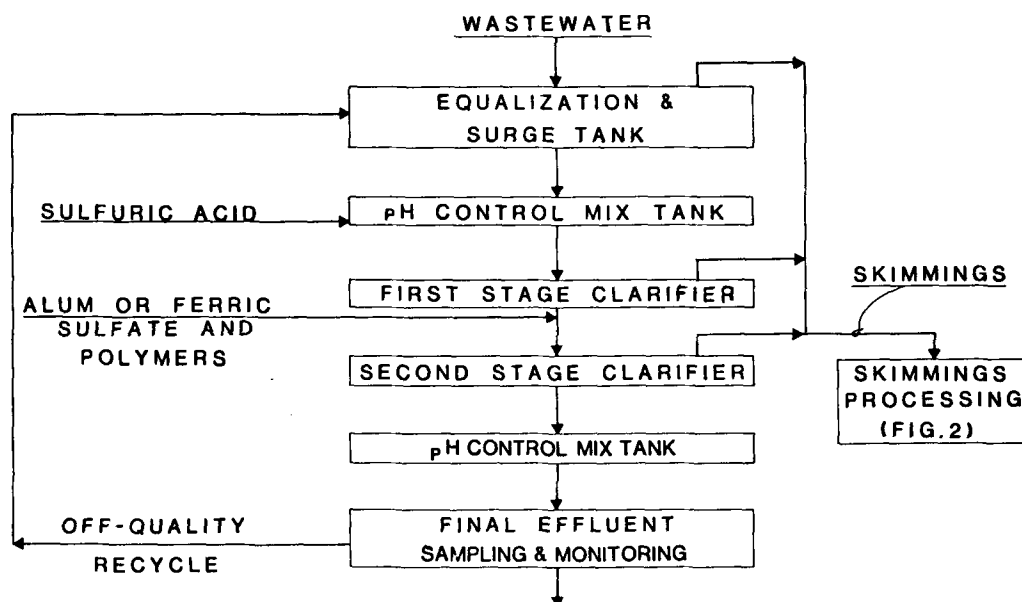 WASTEWATER
EQUALIZATION &
SURGE TANK
SULFURIC ACID
pH CONTROL MIX TANK
FIRST STAGE CLARIFIER
SKIMMINGS
ALUM OR FERRIC
SULFATE AND
POLYMERS
SECOND STAGE CLARIFIER
SKIMMINGS
PROCESSING
(FIG.2)
pH CONTROL MIX TANK
OFF-QUALITY
RECYCLE
FINAL EFFLUENT
SAMPLING & MONITORING